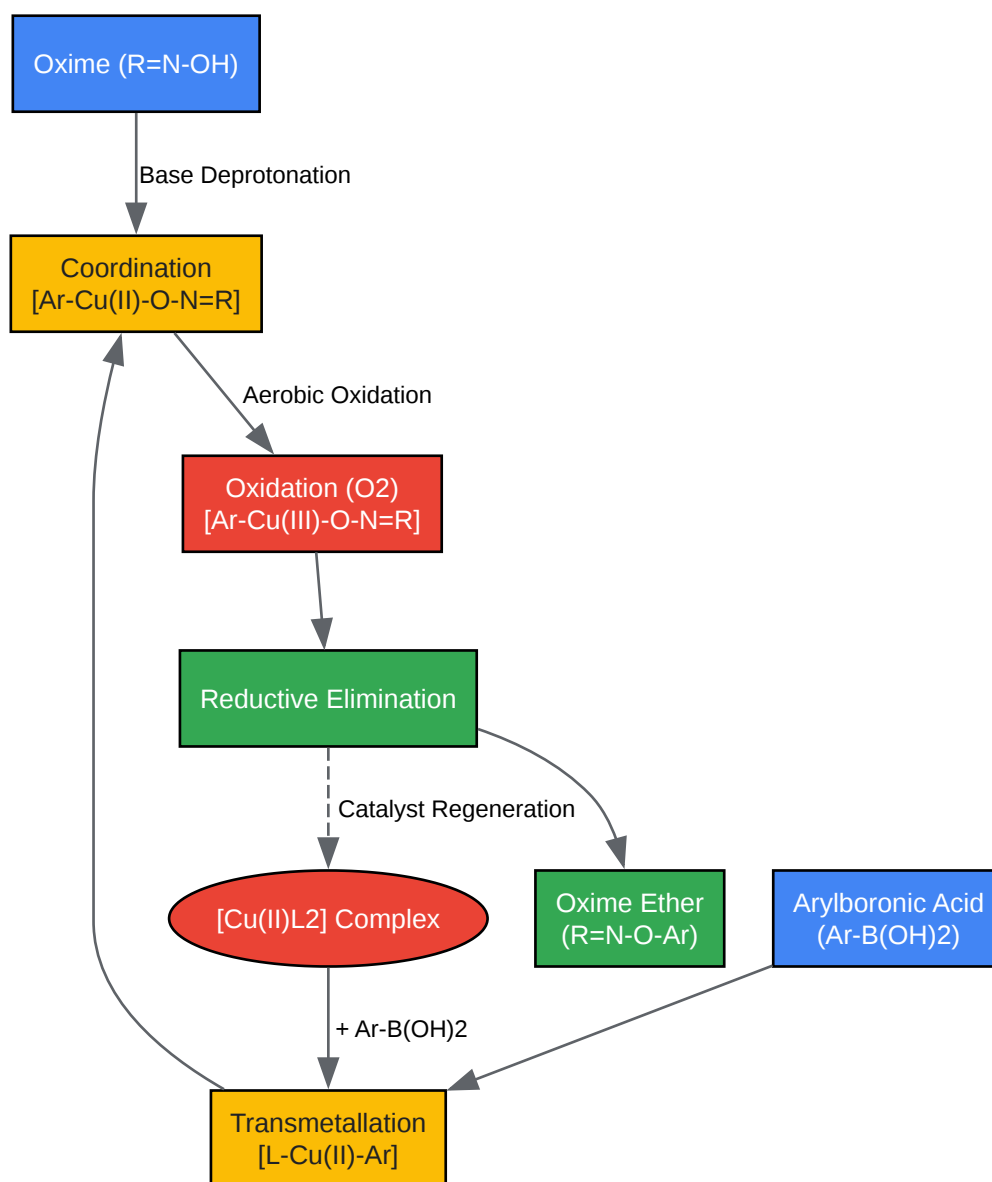 Oxime (R=N-OH)
Base Deprotonation
Coordination
[Ar-Cu(II)-O-N=R]
Aerobic Oxidation
Oxidation (O2)
[Ar-Cu(III)-O-N=R]
Reductive Elimination
Catalyst Regeneration
[Cu(II)L2] Complex
Oxime Ether
(R=N-O-Ar)
Arylboronic Acid
(Ar-B(OH)2)
+ Ar-B(OH)2
Transmetallation
[L-Cu(II)-Ar]